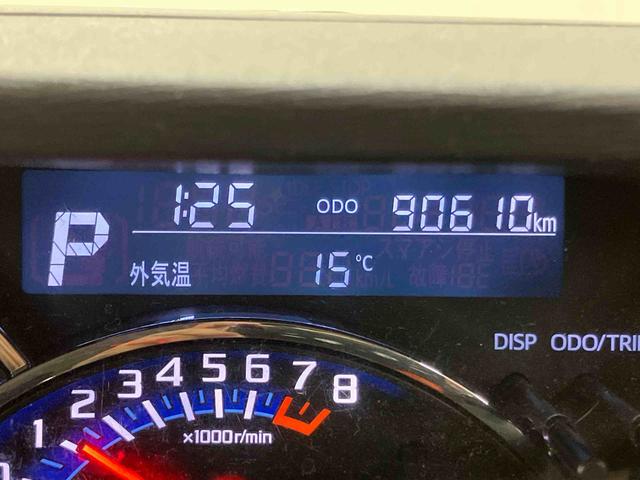 1:25 ODO 90610km
P
外気温 15℃
DISP ODO/TRI
1 2 3 4 5 6 7 8
x1000r/min